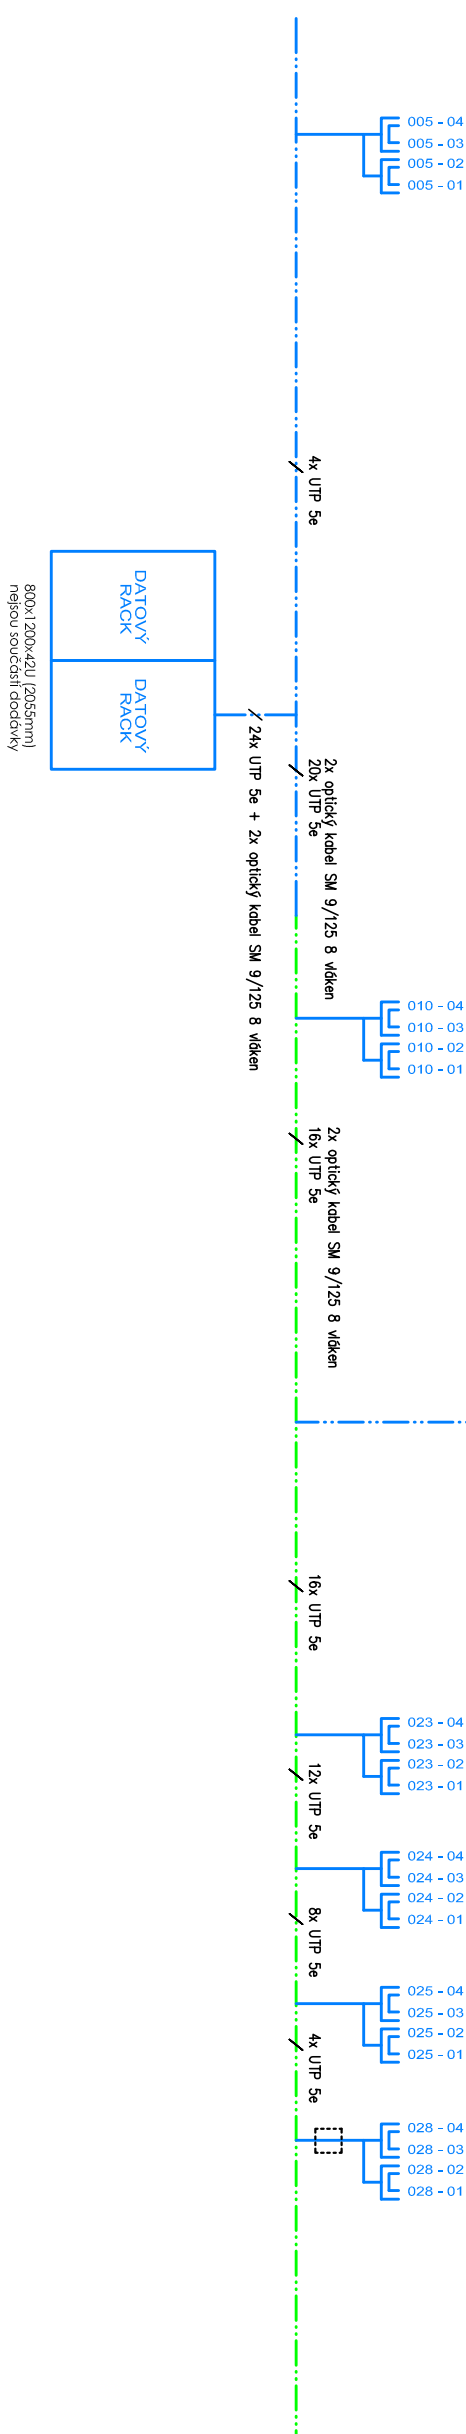 005 - 04
005 - 03
005 - 02
005 - 01
4x UTP 5e
DATOVÝ
RACK
DATOVÝ
RACK
800x1200x42U (2055mm)
nejsou součástí dodávky
24x UTP 5e + 2x optický kabel SM 9/125 8 vláken
2x optický kabel SM 9/125 8 vláken
20x UTP 5e
010 - 04
010 - 03
010 - 02
010 - 01
2x optický kabel SM 9/125 8 vláken
16x UTP 5e
16x UTP 5e
023 - 04
023 - 03
023 - 02
023 - 01
12x UTP 5e
024 - 04
024 - 03
024 - 02
024 - 01
8x UTP 5e
025 - 04
025 - 03
025 - 02
025 - 01
4x UTP 5e
028 - 04
028 - 03
028 - 02
028 - 01